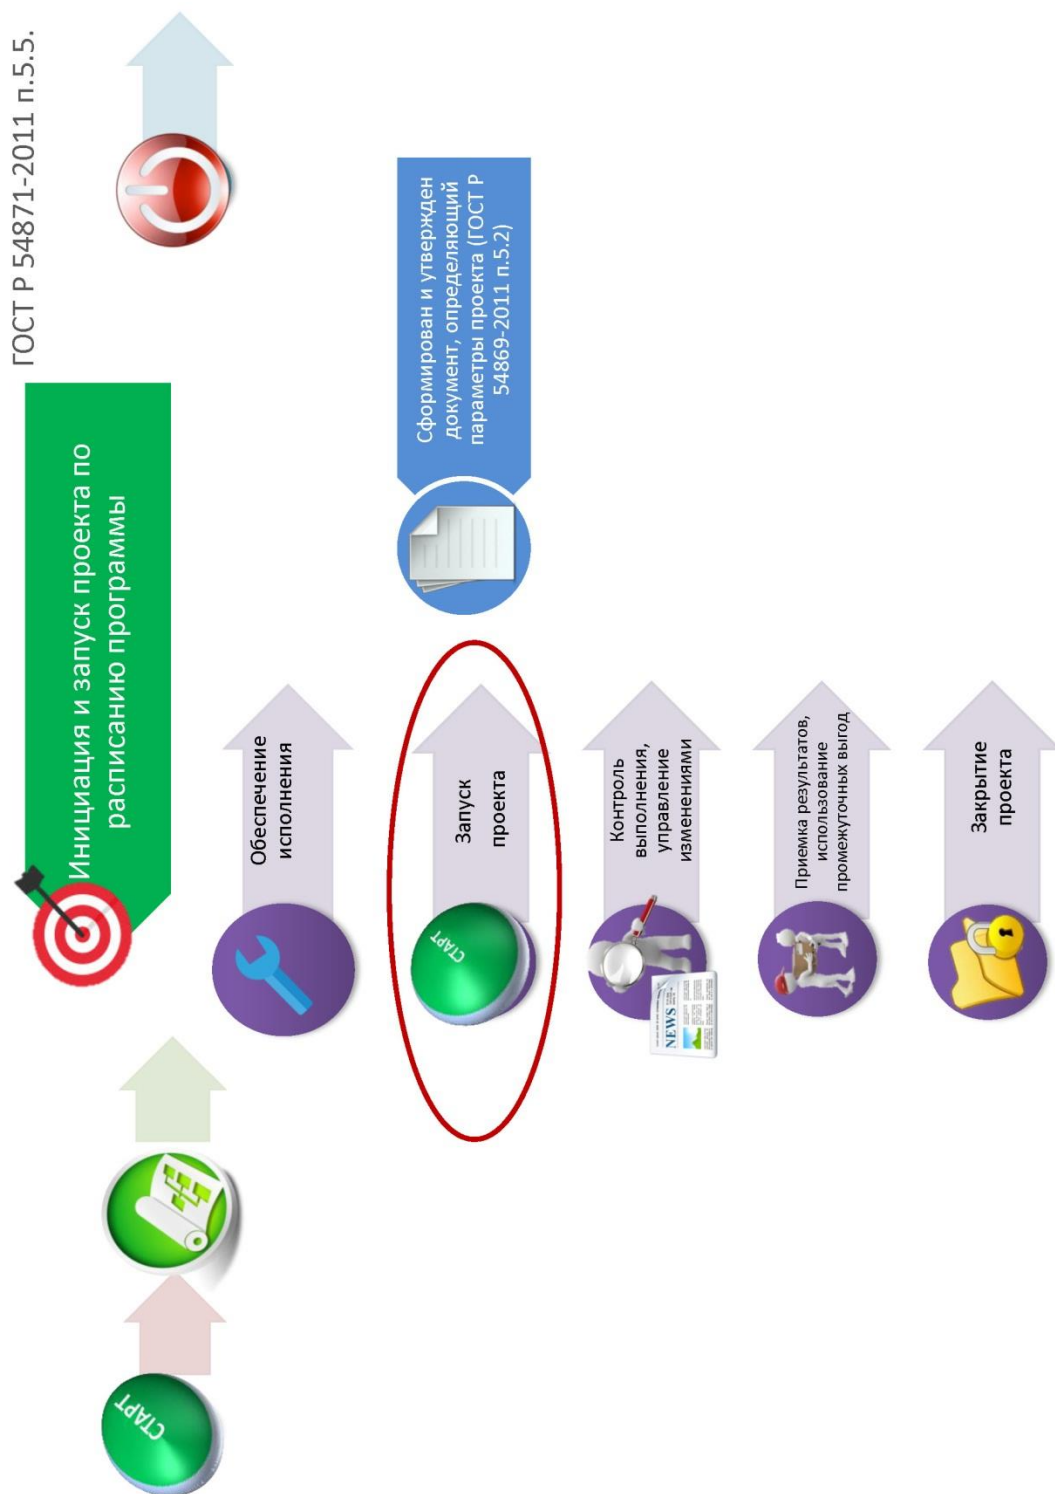 ГОСТ Р 54871-2011 п.5.5.
СТАРТ
Инициация и запуск проекта по
расписанию программы
Обеспечение
исполнения
СТАРТ
Запуск
проекта
Сформирован и утвержден
документ, определяющий
параметры проекта (ГОСТ Р
54869-2011 п.5.2)
NEWS
Контроль
выполнения,
управление
изменениями
Приемка результатов,
использование
промежуточных выгод
Закрытие
проекта